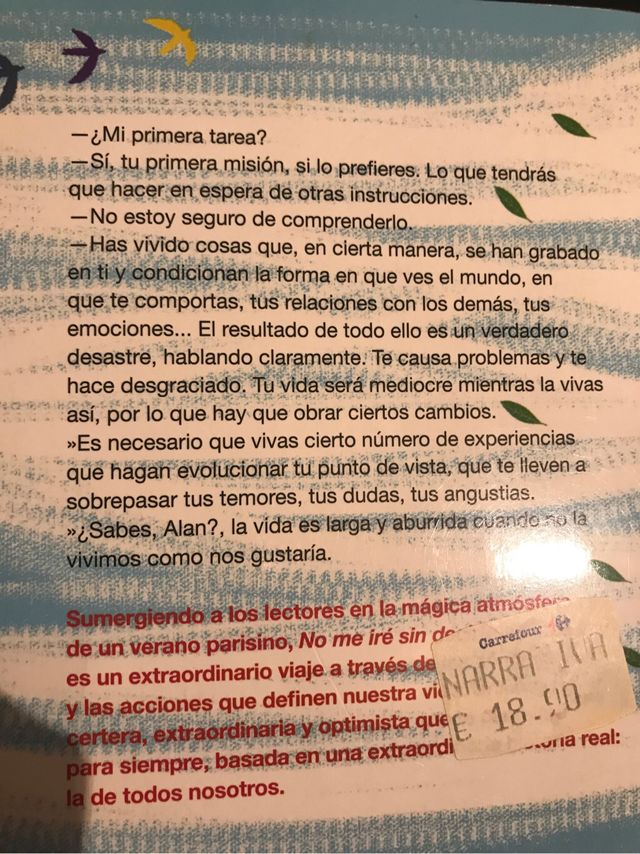 —¿Mi primera tarea?
—Sí, tu primera misión, si lo prefieres. Lo que tendrás
que hacer en espera de otras instrucciones.
—No estoy seguro de comprenderlo.
—Has vivido cosas que, en cierta manera, se han grabado
en ti y condicionan la forma en que ves el mundo, en
que te comportas, tus relaciones con los demás, tus
emociones... El resultado de todo ello es un verdadero
desastre, hablando claramente. Te causa problemas y te
hace desgraciado. Tu vida será mediocre mientras la vivas
así, por lo que hay que obrar ciertos cambios.
»Es necesario que vivas cierto número de experiencias
que hagan evolucionar tu punto de vista, que te lleven a
sobrepasar tus temores, tus dudas, tus angustias.
»¿Sabes, Alan?, la vida es larga y aburrida cuando no la
vivimos como nos gustaría.
Sumergiendo a los lectores en la mágica atmósfera
de un verano parisino, No me iré sin
es un extraordinario viaje a través de
y las acciones que definen nuestra
certera, extraordinaria y optimista que
para siempre, basada en una real:
la de todos nosotros.
Carrefour
NARRA IVA
€ 18.90